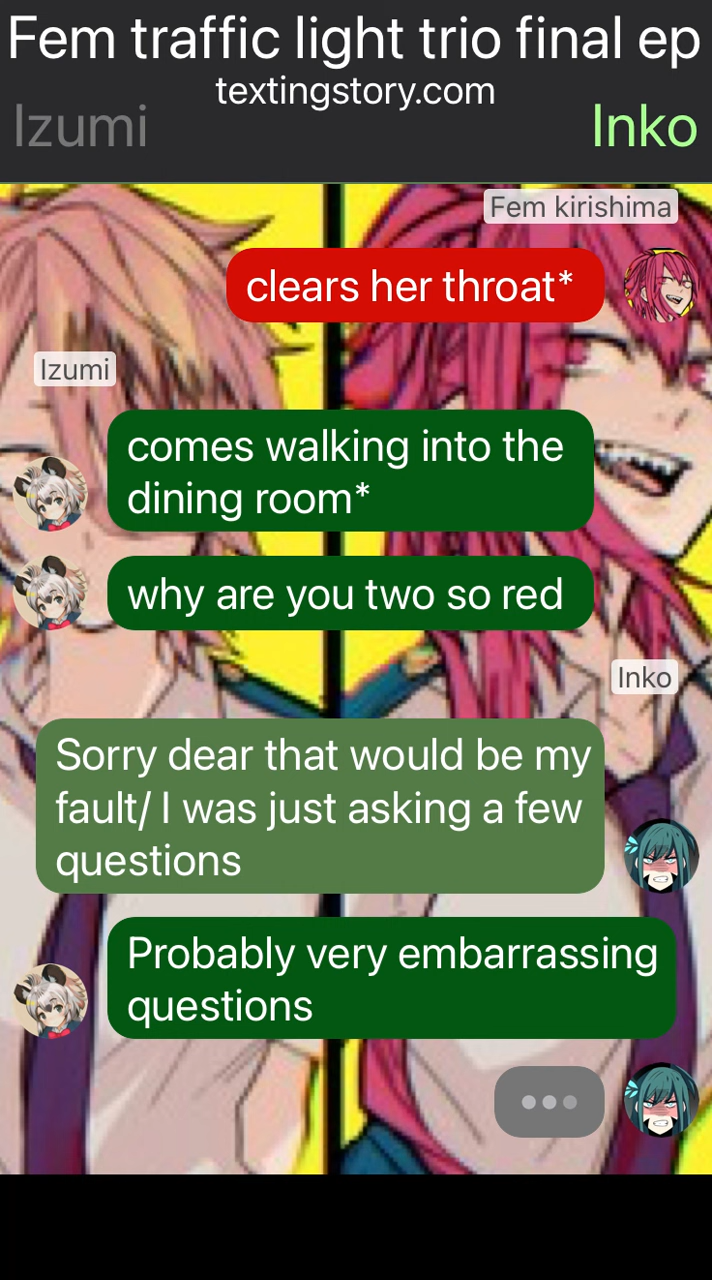 Fem traffic light trio final ep
textingstory.com
Izumi
Inko
Fem kirishima
clears her throat*
Izumi
comes walking into the
dining room*
why are you two so red
Inko
Sorry dear that would be my
fault/ I was just asking a few
questions
Probably very embarrassing
questions